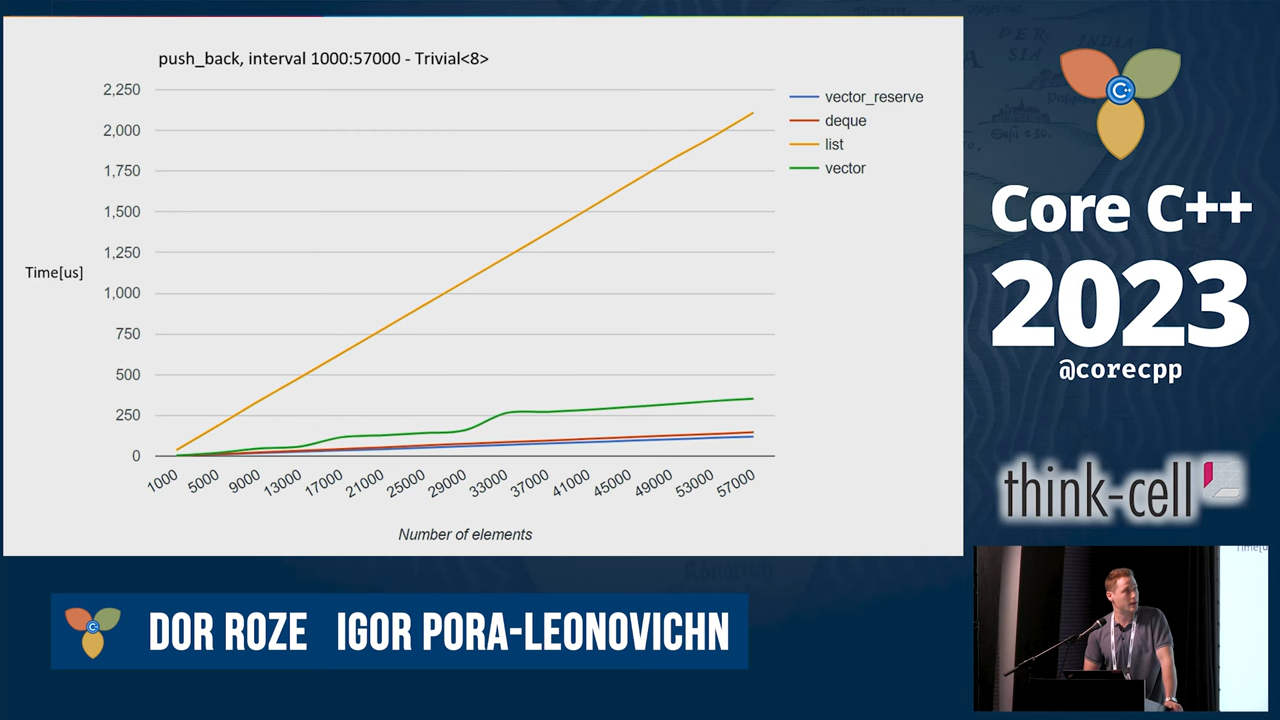 push_back, interval 1000:57000 - Trivial<8>
2,250
2,000
1,750
1,500
1,250
1,000
750
500
250
0
Time[us]
1000
5000
9000
13000
17000
21000
25000
29000
33000
37000
41000
45000
49000
53000
57000
Number of elements
vector_reserve
deque
list
vector
C++
Core C++
2023
@corecpp
think-cell
DOR ROZE IGOR PORA-LEONOVICHN